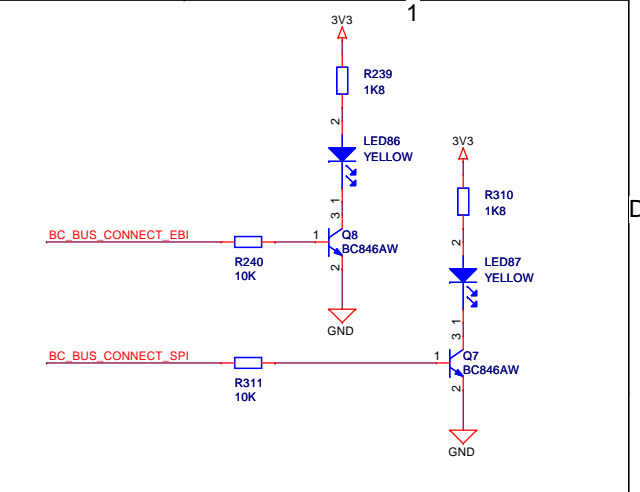 1
3V3
R239
1K8
2
LED86
YELLOW
1
3
BC_BUS_CONNECT_EBI
R240
10K
1
Q8
BC846AW
2
GND
3V3
R310
1K8
2
LED87
YELLOW
1
3
BC_BUS_CONNECT_SPI
R311
10K
1
Q7
BC846AW
2
GND
D